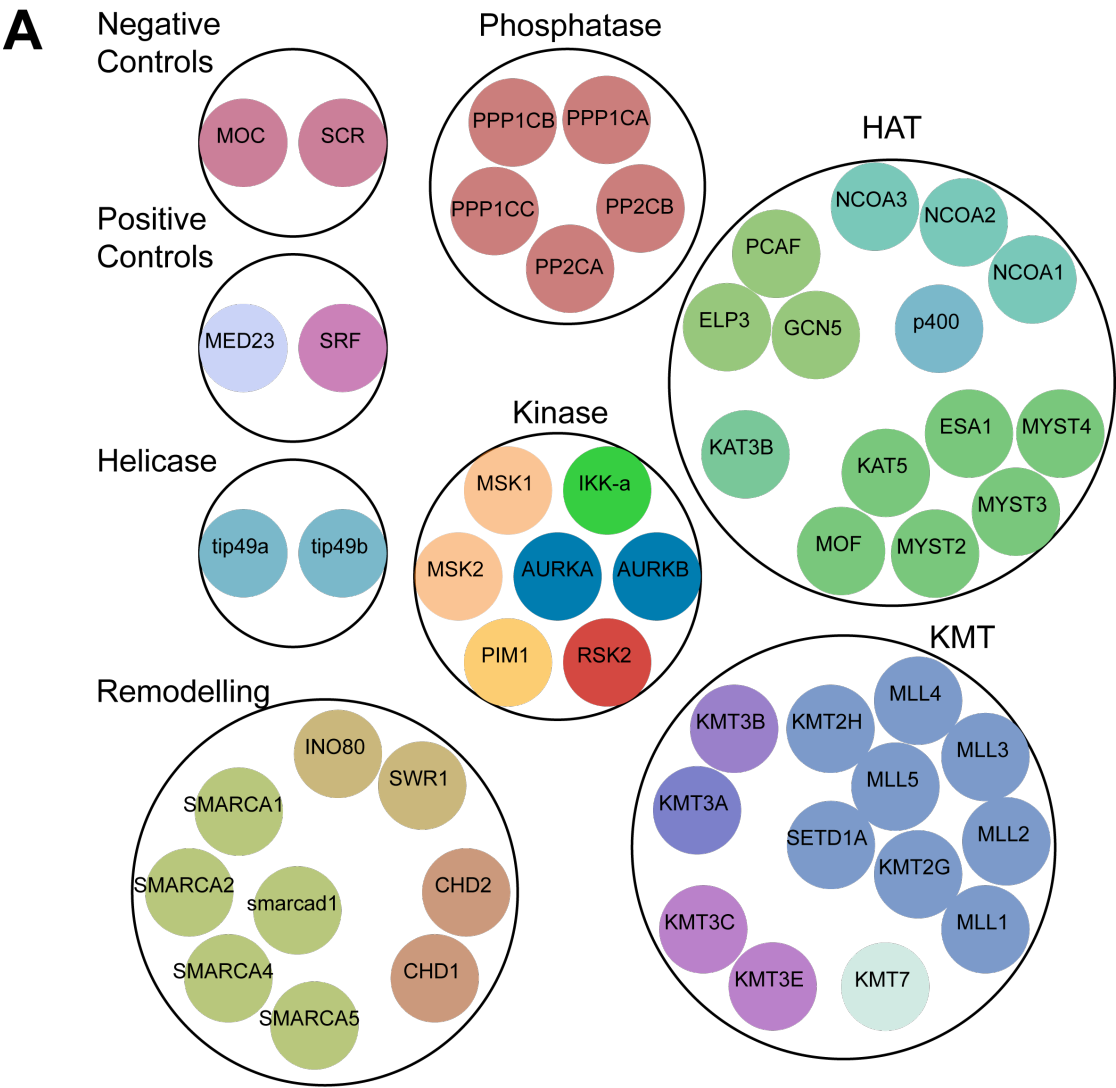 A
Negative
Controls
MOC
SCR
Positive
Controls
MED23
SRF
Helicase
tip49a
tip49b
Phosphatase
PPP1CB
PPP1CA
PPP1CC
PP2CB
PP2CA
HAT
NCOA3
NCOA2
NCOA1
PCAF
ELP3
GCN5
p400
KAT3B
KAT5
ESA1
MYST4
MYST3
MOF
MYST2
Kinase
MSK1
IKK-a
MSK2
AURKA
AURKB
PIM1
RSK2
Remodelling
INO80
SWR1
SMARCA1
SMARCA2
smarcad1
CHD2
SMARCA4
CHD1
SMARCA5
KMT
KMT3B
KMT2H
MLL4
MLL3
KMT3A
MLL5
SETD1A
MLL2
KMT2G
KMT3C
MLL1
KMT3E
KMT7